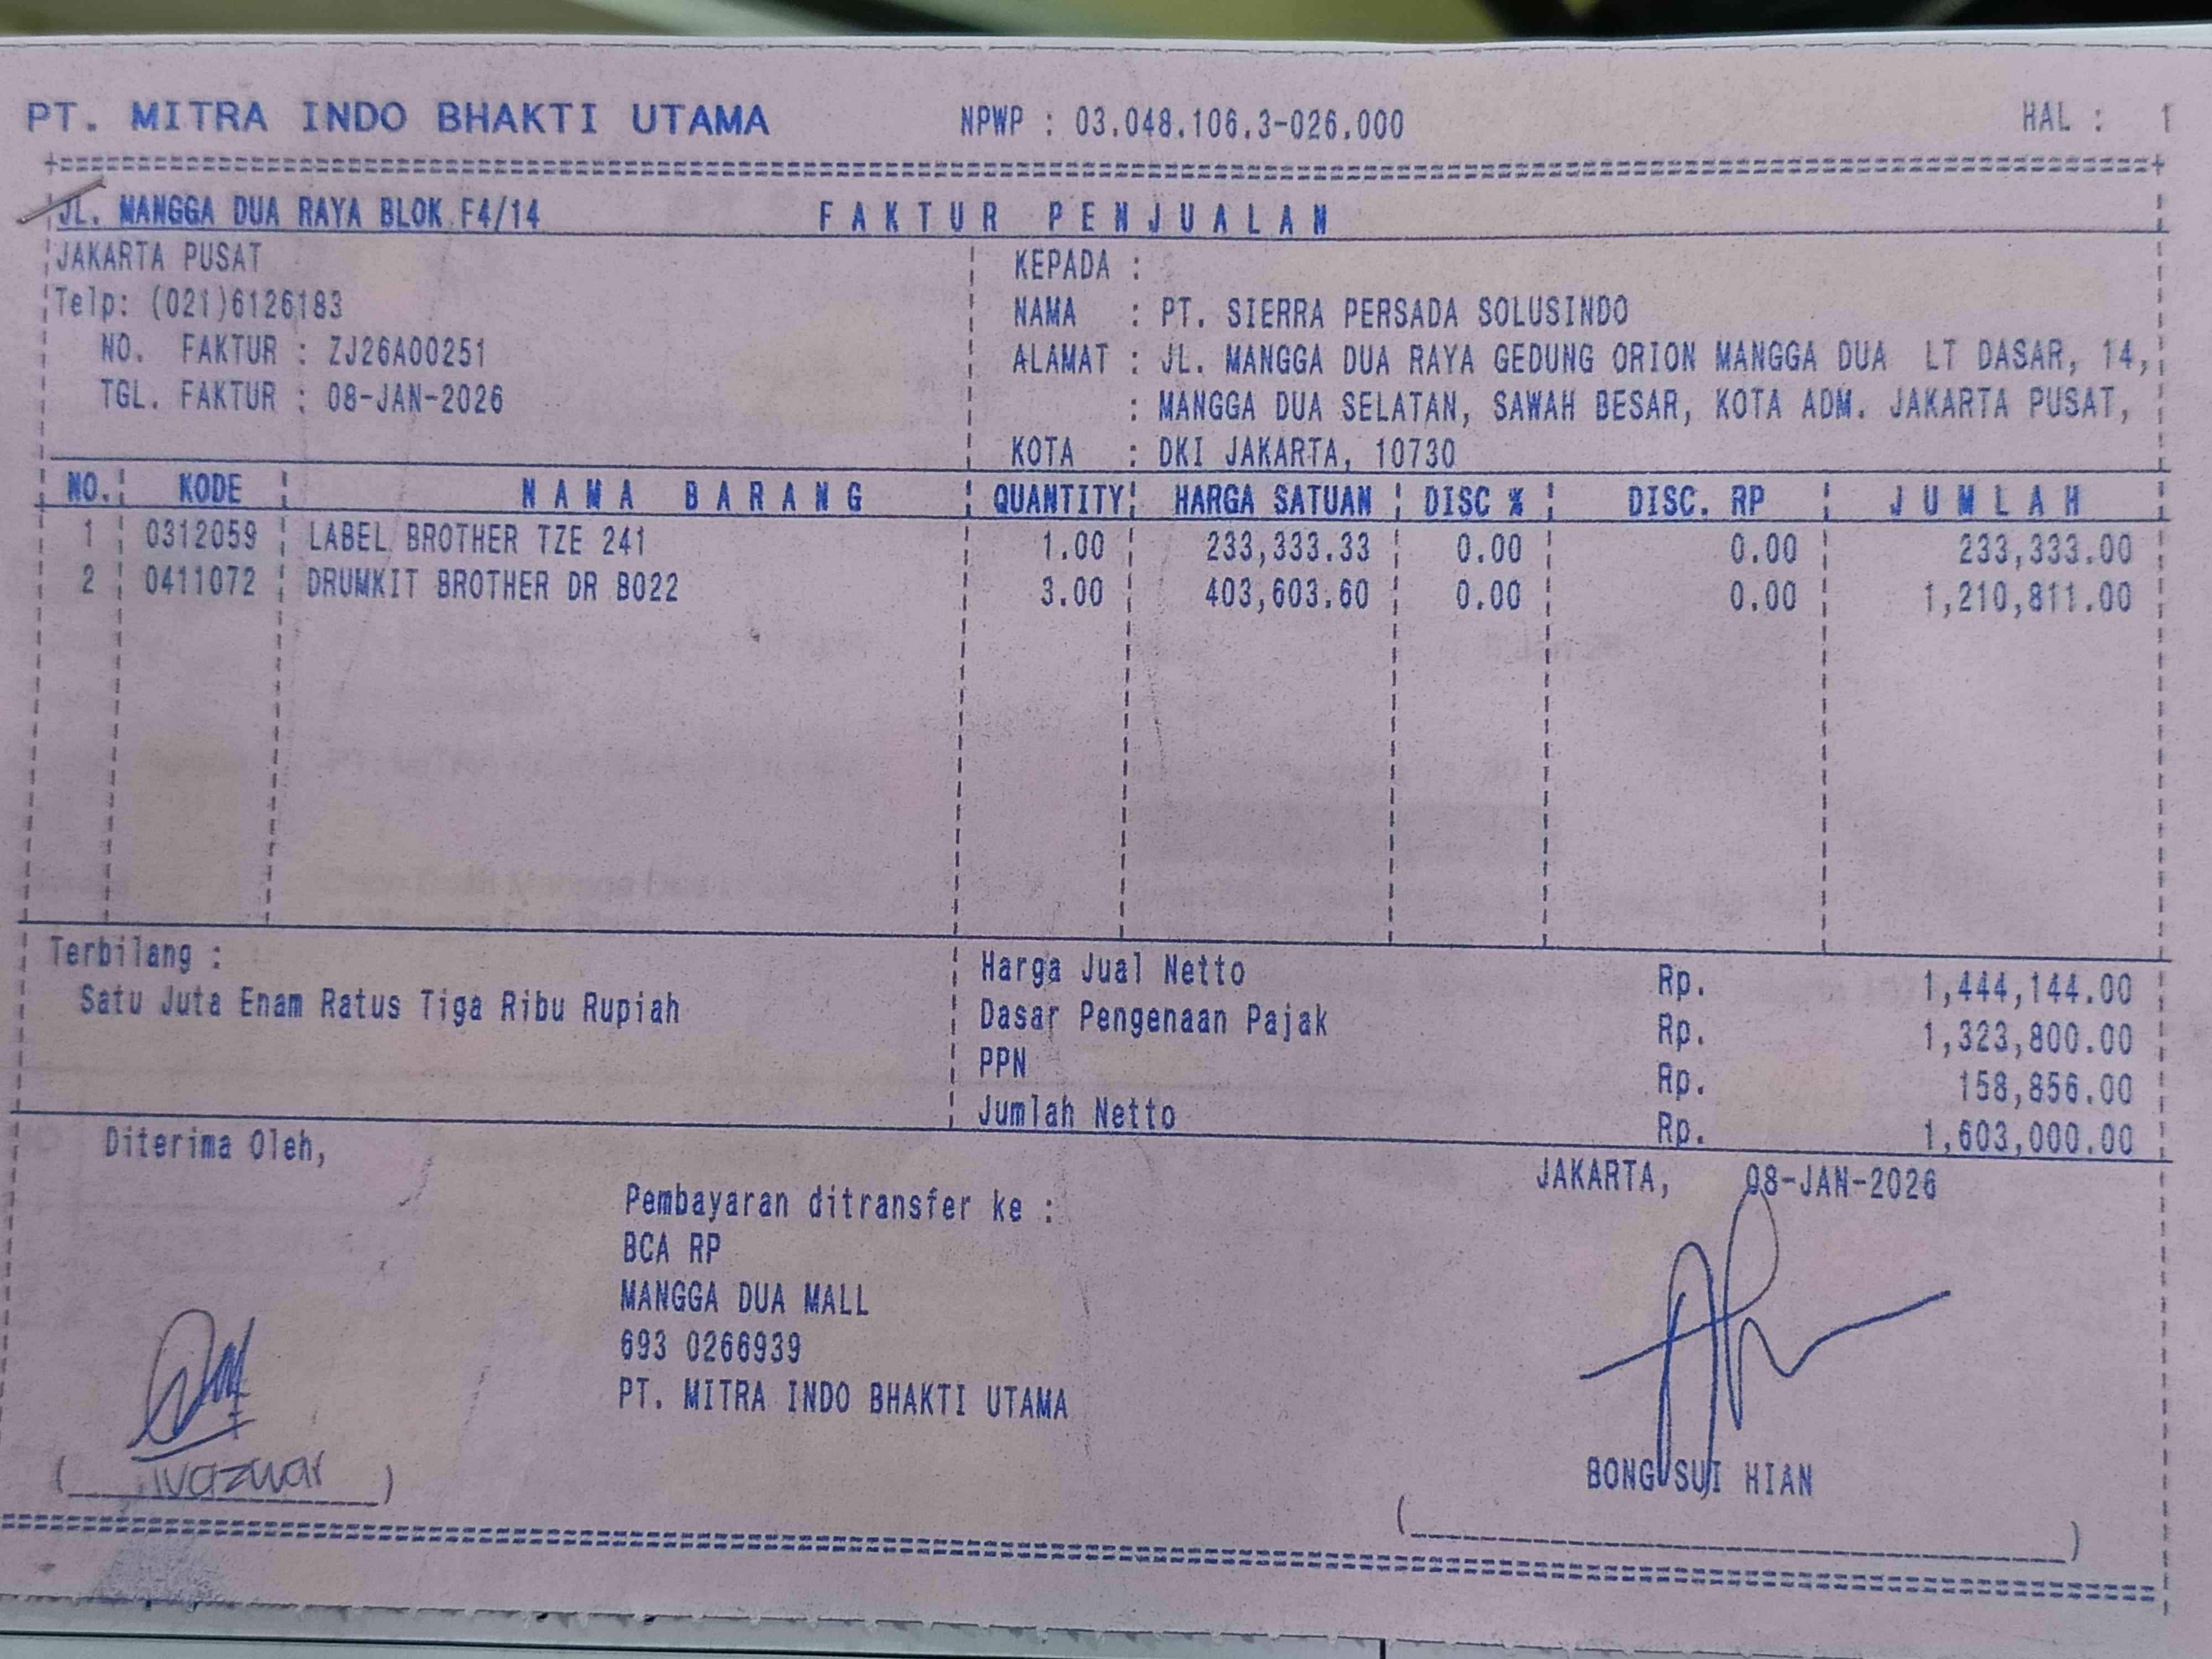 PT. MITRA INDO BHAKTI UTAMA NPWP : 03.048.106.3-026.000 HAL : 1
JL. MANGGA DUA RAYA BLOK F4/14 FAKTUR PENJUALAN
JAKARTA PUSAT
Telp: (021)6126183
NO. FAKTUR : ZJ26A00251
TGL. FAKTUR : 08-JAN-2026
KEPADA :
NAMA : PT. SIERRA PERSADA SOLUSINDO
ALAMAT : JL. MANGGA DUA RAYA GEDUNG ORION MANGGA DUA LT DASAR, 14,
: MANGGA DUA SELATAN, SAWAH BESAR, KOTA ADM. JAKARTA PUSAT,
KOTA : DKI JAKARTA, 10730
NO. KODE NAMA BARANG QUANTITY HARGA SATUAN DISC % DISC. RP JUMLAH
1 0312059 LABEL BROTHER TZE 241 1.00 233,333.33 0.00 0.00 233,333.00
2 0411072 DRUMKIT BROTHER DR B022 3.00 403,603.60 0.00 0.00 1,210,811.00
Terbilang :
Satu Juta Enam Ratus Tiga Ribu Rupiah
Harga Jual Netto Rp. 1,444,144.00
Dasar Pengenaan Pajak Rp. 1,323,800.00
PPN Rp. 158,856.00
Jumlah Netto Rp. 1,603,000.00
Diterima Oleh,
Pembayaran ditransfer ke :
BCA RP
MANGGA DUA MALL
693 0266939
PT. MITRA INDO BHAKTI UTAMA
JAKARTA, 08-JAN-2026
BONG SUI HIAN